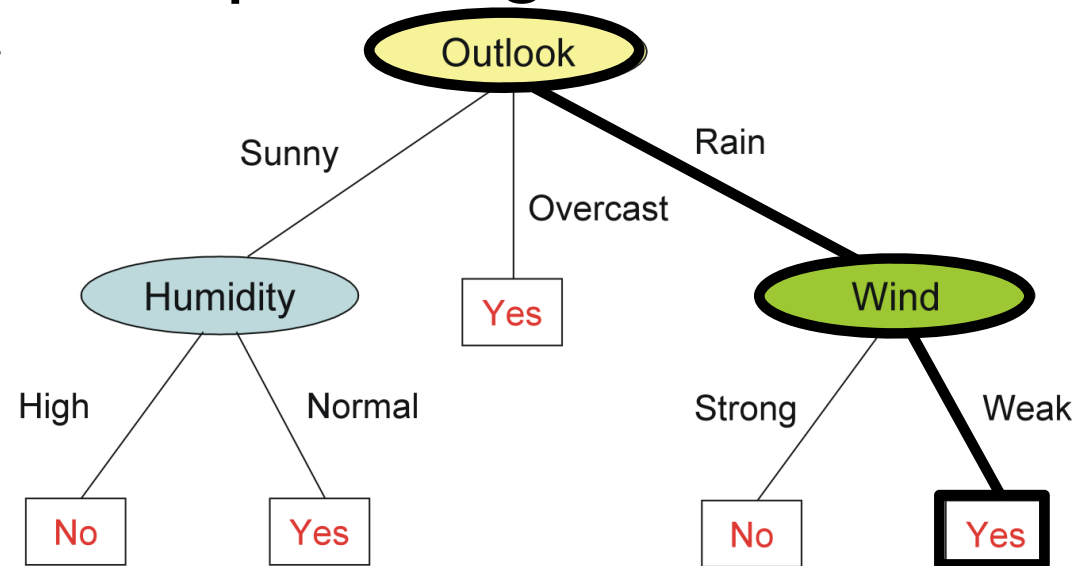 Outlook
Sunny
Rain
Overcast
Humidity
Yes
Wind
High
Normal
Strong
Weak
No
Yes
No
Yes